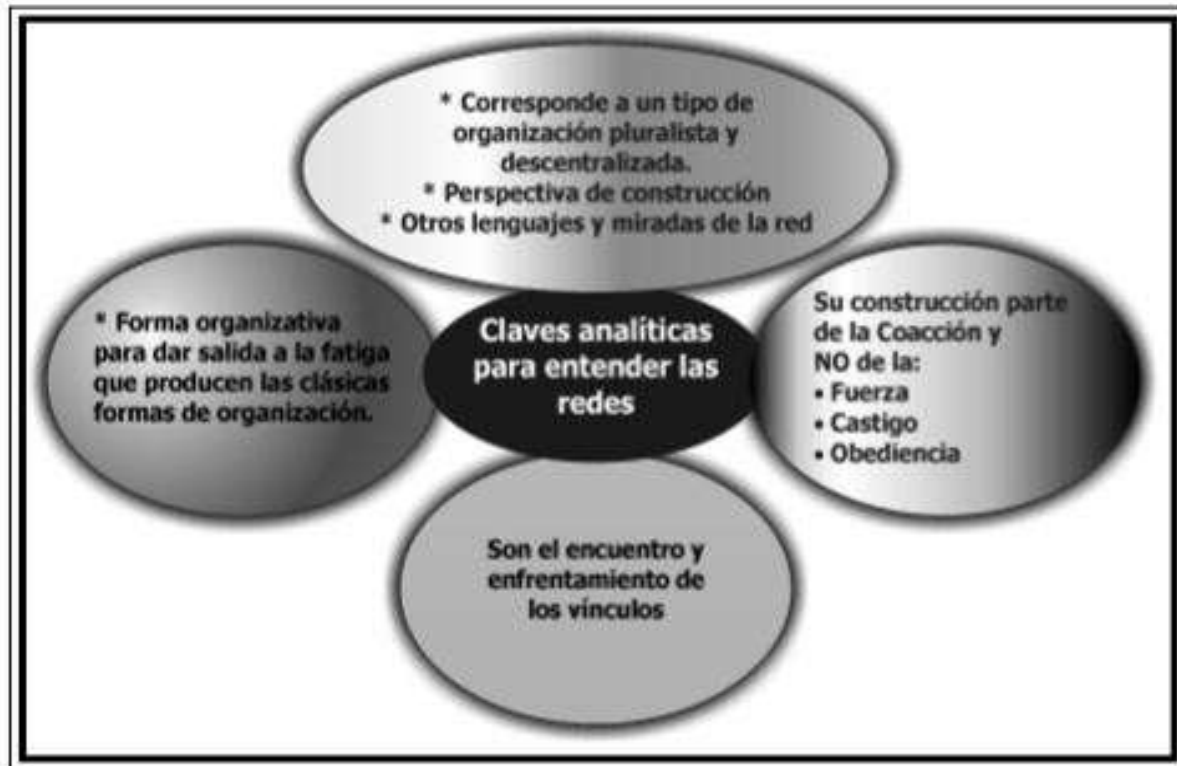 * Corresponde a un tipo de
organización pluralista y
descentralizada.
* Perspectiva de construcción
* Otros lenguajes y miradas de la red
* Forma organizativa
para dar salida a la fatiga
que producen las clásicas
formas de organización.
Claves analíticas
para entender las
redes
Su construcción parte
de la Coacción y
NO de la:
• Fuerza
• Castigo
• Obediencia
Son el encuentro y
enfrentamiento de
los vínculos